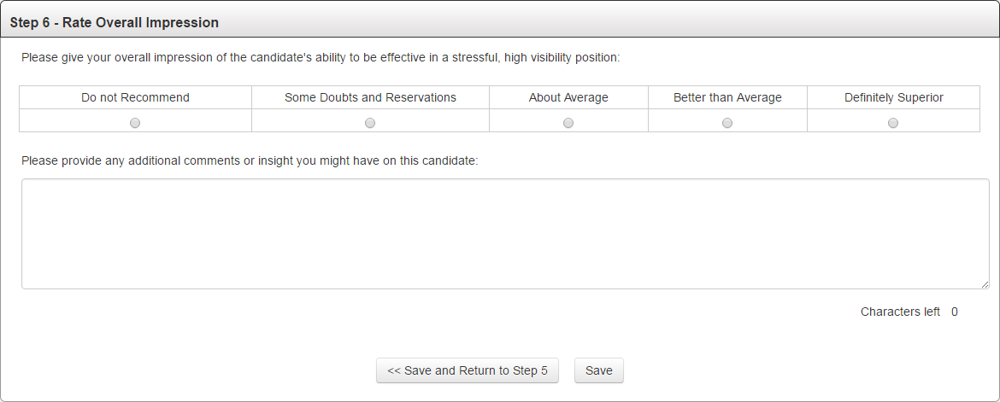 Step 6 - Rate Overall Impression
Please give your overall impression of the candidate's ability to be effective in a stressful, high visibility position:
Do not Recommend Some Doubts and Reservations About Average Better than Average Definitely Superior
Please provide any additional comments or insight you might have on this candidate:
Characters left 0
<< Save and Return to Step 5 Save